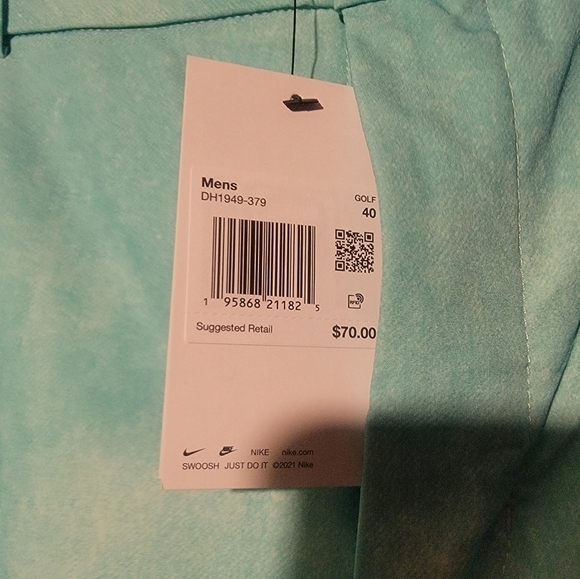 Mens
DH1949-379
GOLF
40
1 95868 21182 5
RFID
Suggested Retail $70.00
NIKE nike.com
SWOOSH JUST DO IT ©2021 Nike